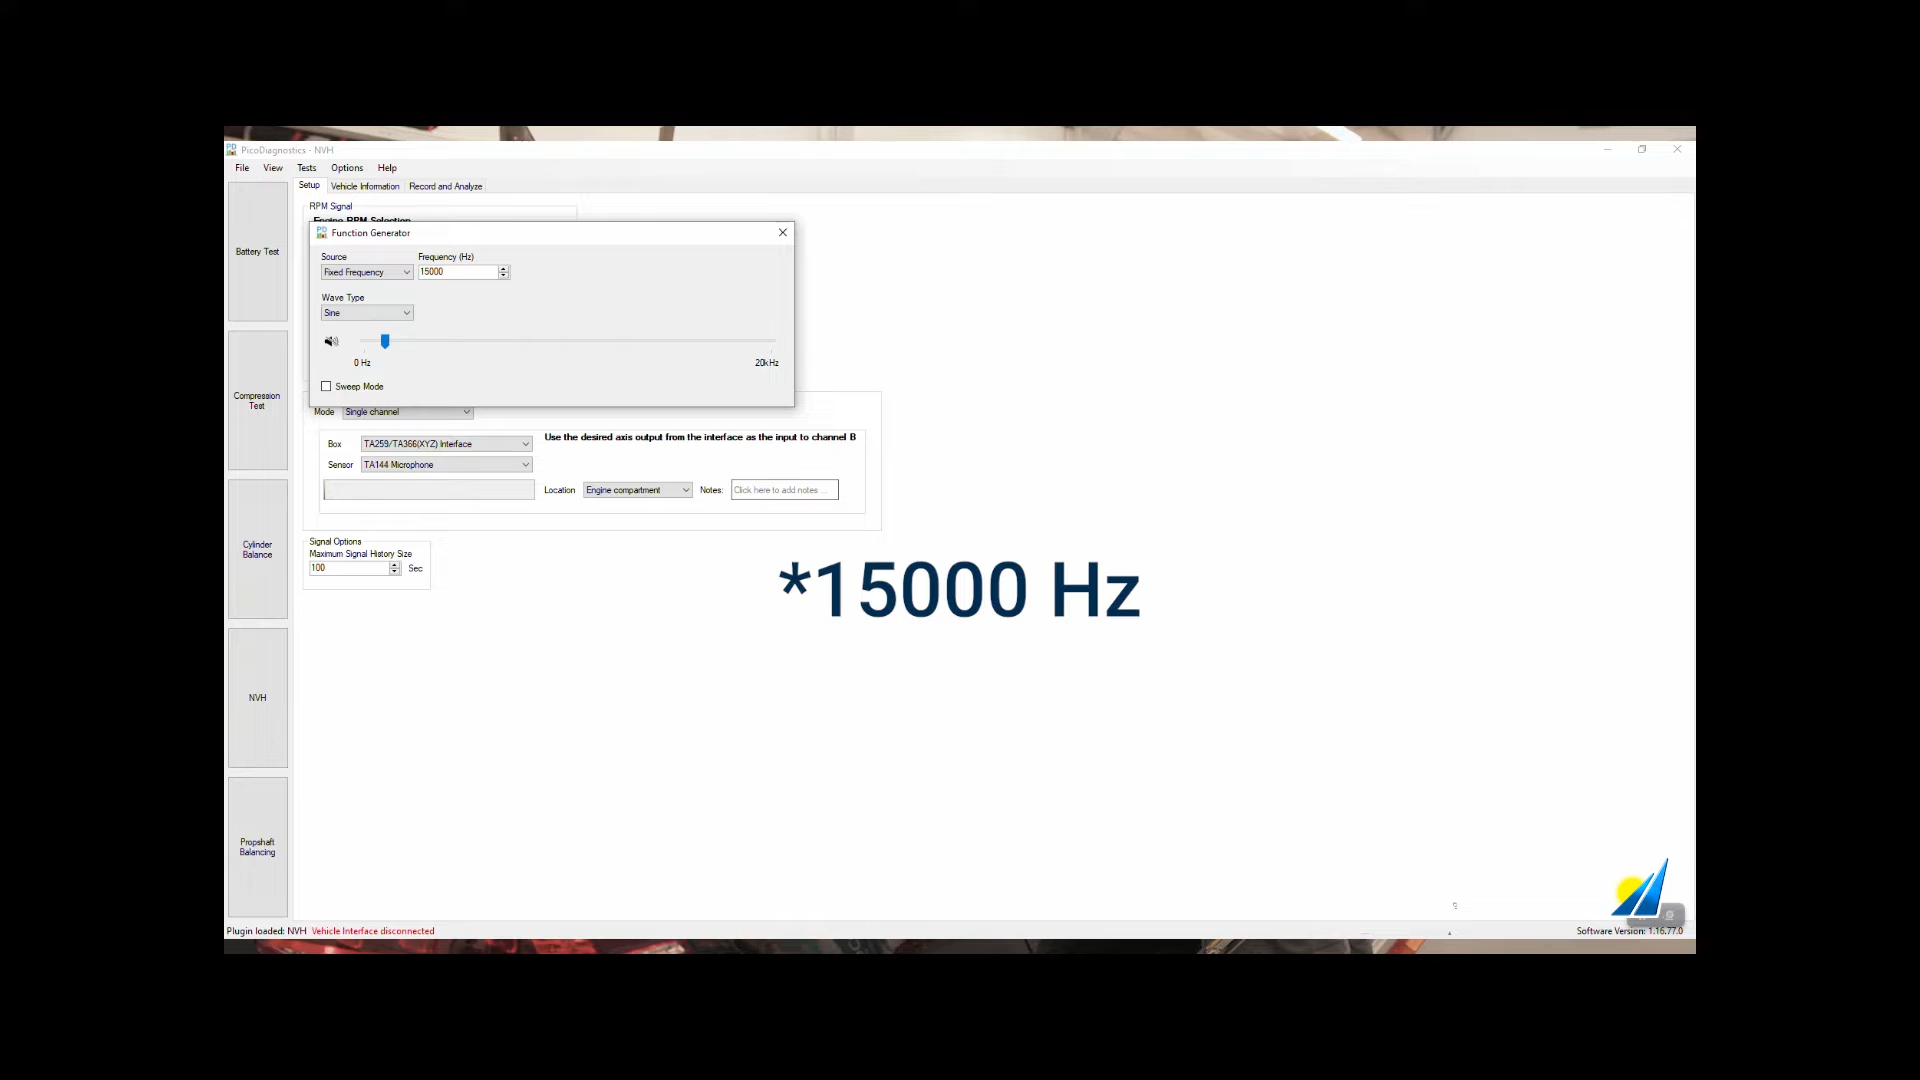 PicoDiagnostics - NVH
File View Tests Options Help
Setup Vehicle Information Record and Analyze
RPM Signal
Engine RPM Selection
Function Generator
Source Frequency (Hz)
Fixed Frequency 15000
Wave Type
Sine
0 Hz 20kHz
Sweep Mode
Mode Single channel
Box TA259/TA366(XYZ) Interface Use the desired axis output from the interface as the input to channel B
Sensor TA144 Microphone
Location Engine compartment Notes: Click here to add notes ...
Signal Options
Maximum Signal History Size
100 Sec
*15000 Hz
Battery Test
Compression
Test
Cylinder
Balance
NVH
Propshaft
Balancing
Plugin loaded: NVH Vehicle Interface disconnected Software Version: 1.16.77.0